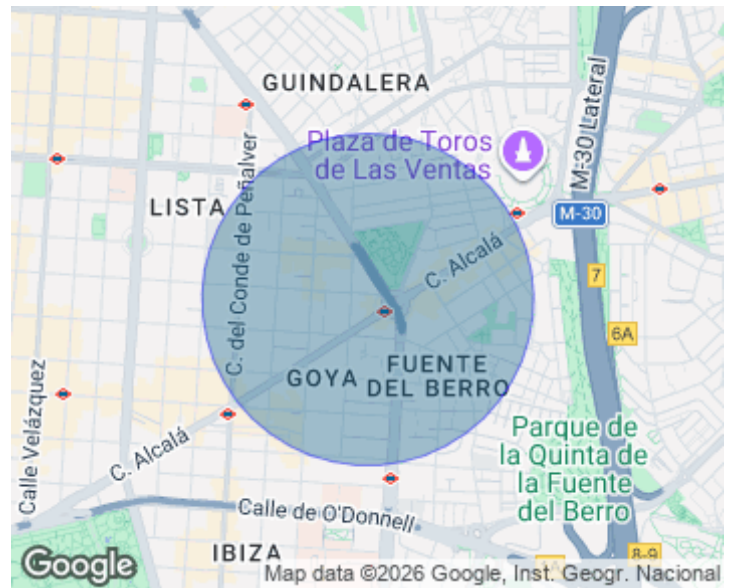 GUINDALERA
Plaza de Toros
de Las Ventas
M-30 Lateral
LISTA
C. del Conde de Peñalver
M-30
C. Alcalá
7
6A
GOYA
FUENTE
DEL BERRO
Calle Velázquez
C. Alcalá
Parque de
la Quinta de
la Fuente
del Berro
Calle de O'Donnell
IBIZA
8-9
Google
Map data ©2026 Google, Inst. Geogr. Nacional